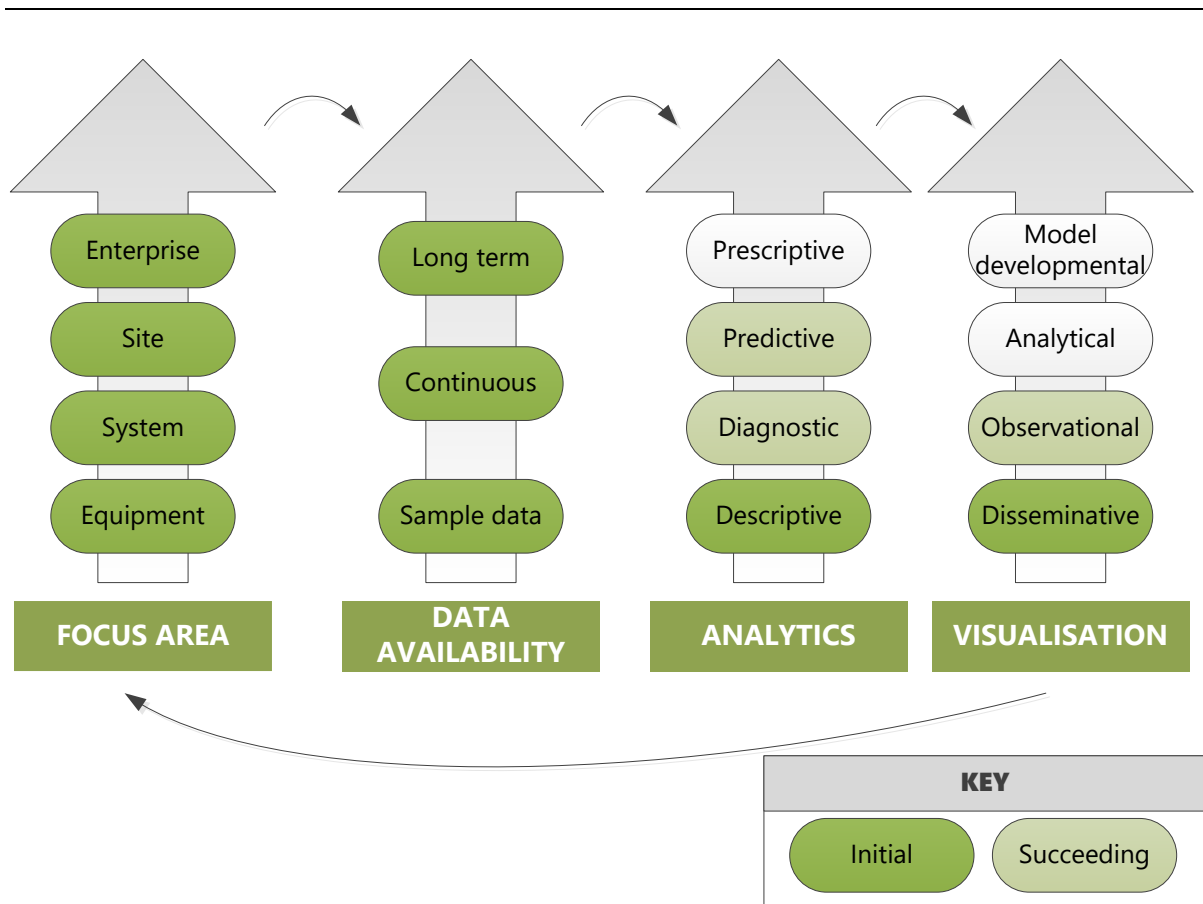 Enterprise
Site
System
Equipment
FOCUS AREA
Long term
Continuous
Sample data
DATA
AVAILABILITY
Prescriptive
Predictive
Diagnostic
Descriptive
ANALYTICS
Model
developmental
Analytical
Observational
Disseminative
VISUALISATION
KEY
Initial
Succeeding